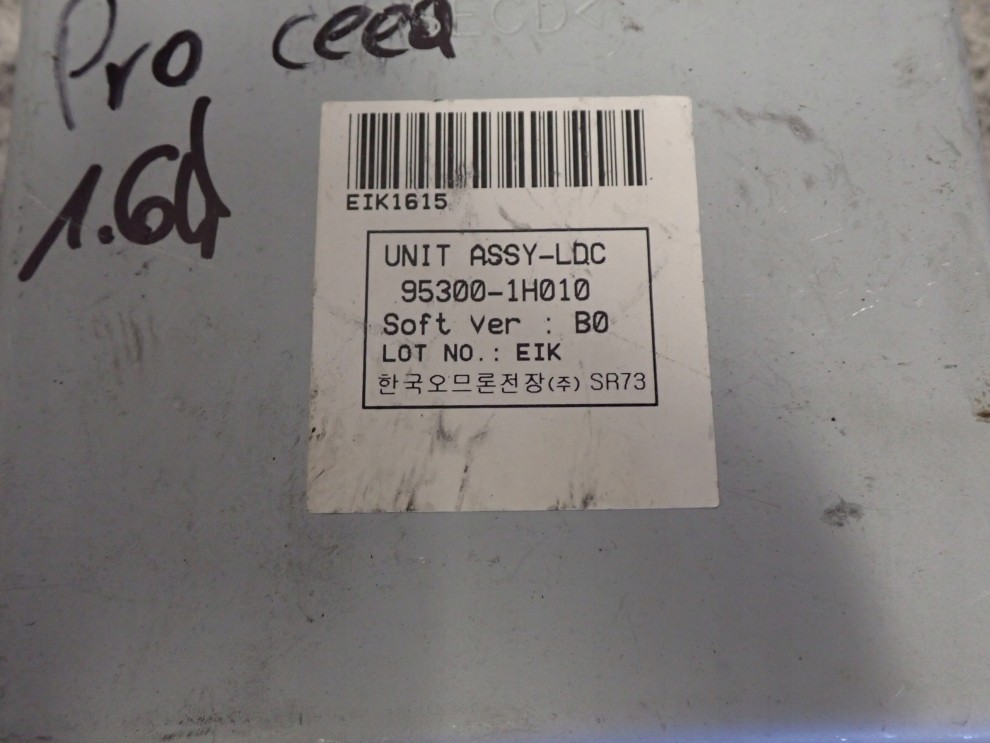 Pro ceed
ECD<
1.6d
EIK1615
UNIT ASSY-LDC
95300-1H010
Soft Ver : B0
LOT NO.: EIK
한국오므론전장(주) SR73